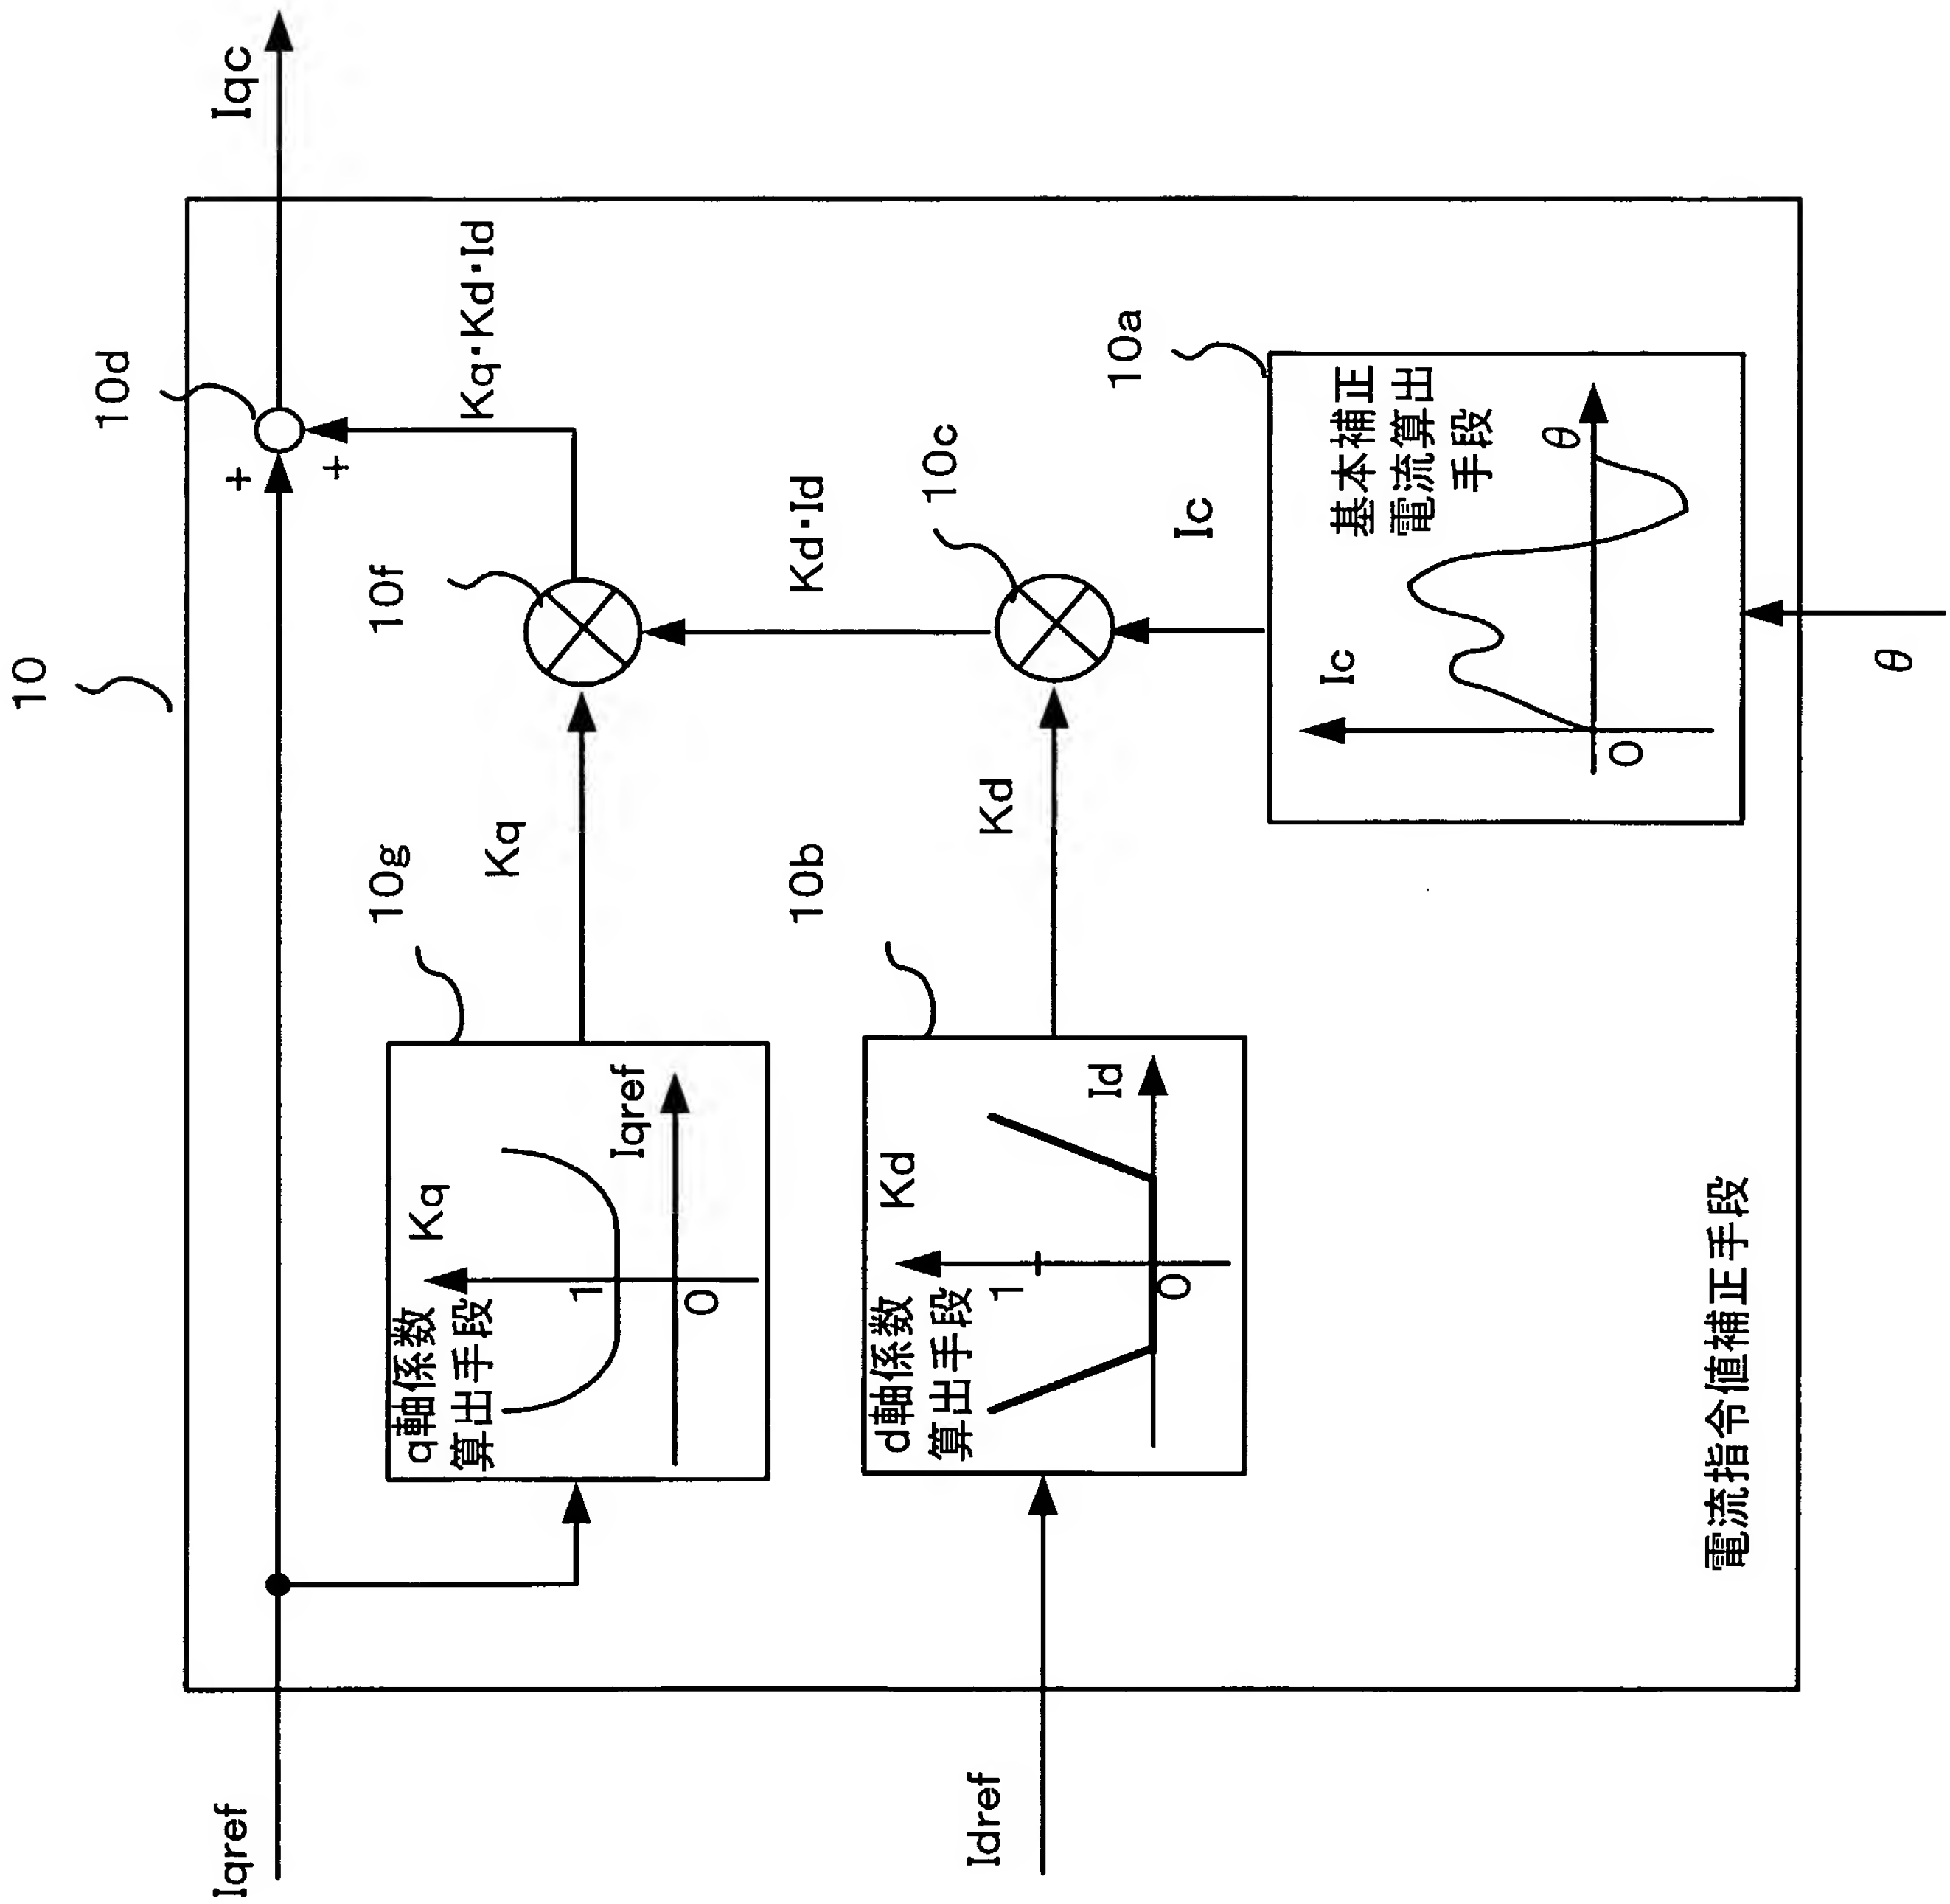 10
Iqref
+
+
10d
Iqc
q軸係数
算出手段
Kq
1
0
Iqref
10g
Kq
10f
Kq・Kd・Id
Idref
d軸係数
算出手段
Kd
1
0
Id
10b
Kd
10c
Kd・Id
Ic
10a
基本補正
電流算出
手段
Ic
0
θ
θ
電流指令値補正手段